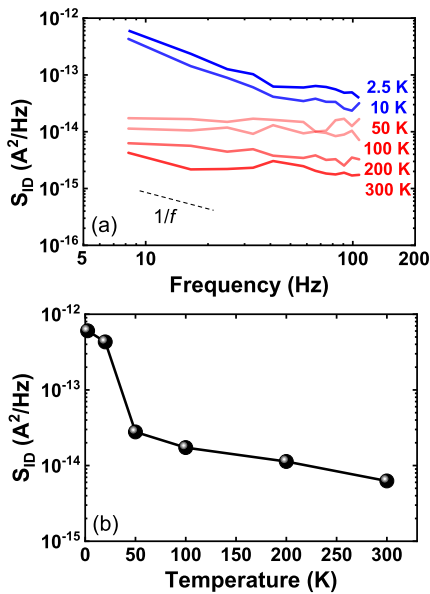 10⁻¹²
10⁻¹³
10⁻¹⁴
10⁻¹⁵
10⁻¹⁶
S_ID (A²/Hz)
2.5 K
10 K
50 K
100 K
200 K
300 K
1/f
(a)
5 10 100 200
Frequency (Hz)
10⁻¹²
10⁻¹³
10⁻¹⁴
10⁻¹⁵
S_ID (A²/Hz)
(b)
0 50 100 150 200 250 300
Temperature (K)